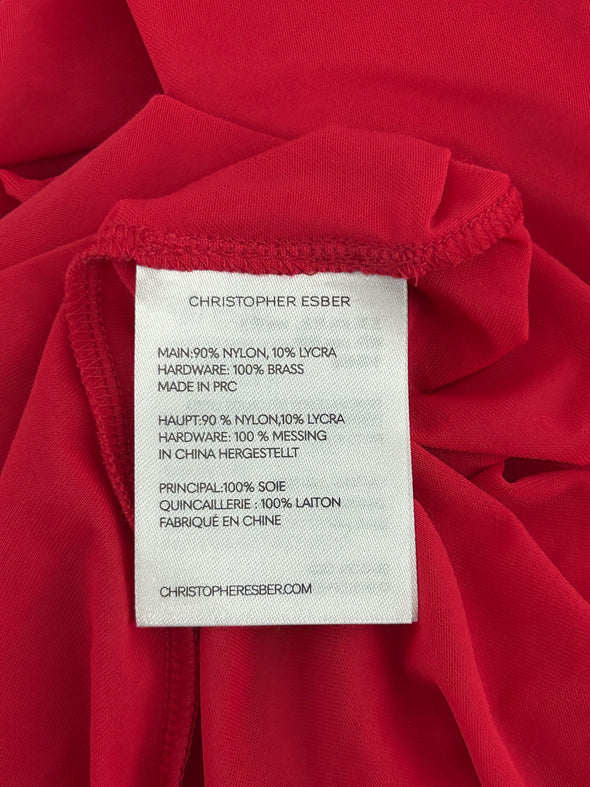 CHRISTOPHER ESBER
MAIN:90% NYLON, 10% LYCRA
HARDWARE: 100% BRASS
MADE IN PRC
HAUPT:90 % NYLON,10% LYCRA
HARDWARE: 100 % MESSING
IN CHINA HERGESTELLT
PRINCIPAL:100% SOIE
QUINCAILLERIE : 100% LAITON
FABRIQUÉ EN CHINE
CHRISTOPHERESBER.COM